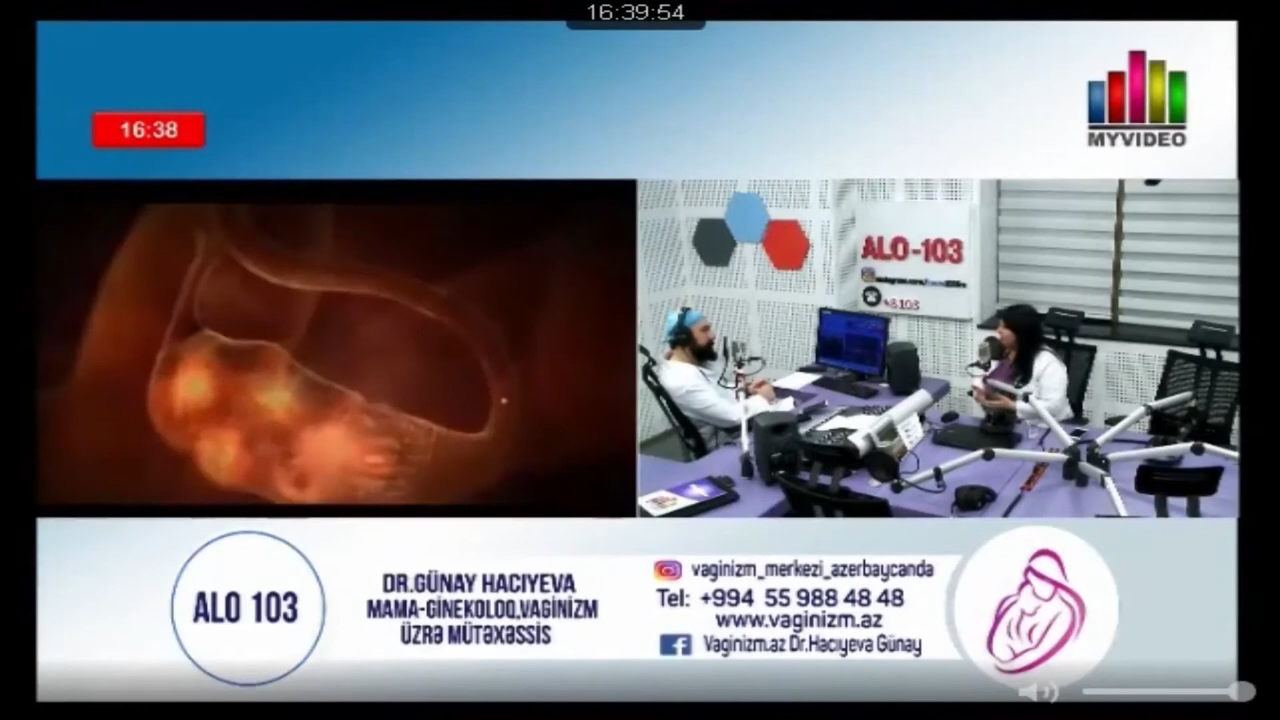 16:39:54
16:38
MYVIDEO
ALO-103
ALO 103
DR.GÜNAY HACIYEVA
MAMA-GİNEKOLOQ,VAGİNİZM
ÜZRƏ MÜTƏXƏSSİS
vaginizm_merkezi_azerbaycanda
Tel: +994 55 988 48 48
www.vaginizm.az
Vaginizm.az Dr.Hacıyeva Günay